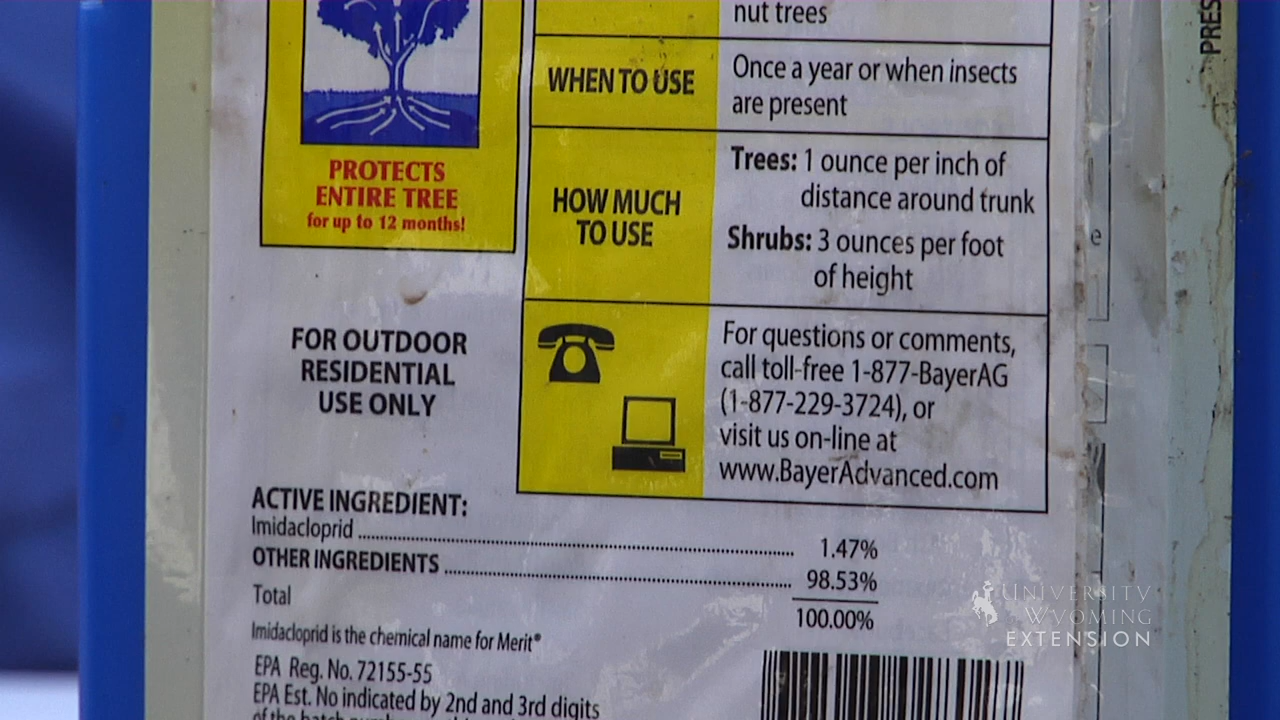 nut trees
WHEN TO USE
Once a year or when insects
are present
PROTECTS
ENTIRE TREE
for up to 12 months!
HOW MUCH
TO USE
Trees: 1 ounce per inch of
distance around trunk
Shrubs: 3 ounces per foot
of height
FOR OUTDOOR
RESIDENTIAL
USE ONLY
For questions or comments,
call toll-free 1-877-BayerAG
(1-877-229-3724), or
visit us on-line at
www.BayerAdvanced.com
ACTIVE INGREDIENT:
Imidacloprid 1.47%
OTHER INGREDIENTS 98.53%
Total 100.00%
Imidacloprid is the chemical name for Merit®
EPA Reg. No. 72155-55
EPA Est. No indicated by 2nd and 3rd digits
PRES
e
UNIVERSITY
WYOMING
EXTENSION